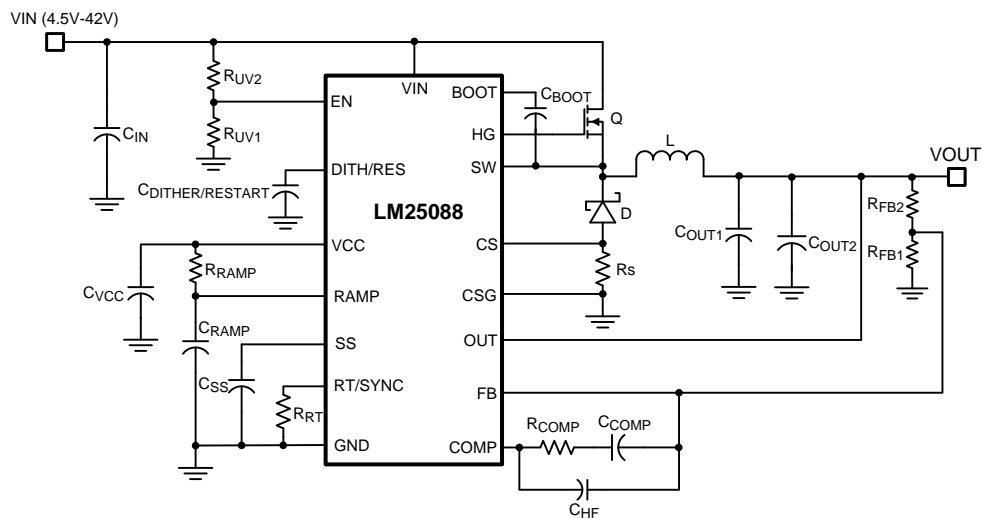 VIN (4.5V-42V)
VIN
BOOT
CBOOT
RUV2
EN
Q
HG
CIN
RUV1
L
SW
VOUT
DITH/RES
CDITHER/RESTART
RFB2
LM25088
D
COUT1
COUT2
VCC
CS
RFB1
RRAMP
Rs
CVCC
RAMP
CSG
CRAMP
SS
OUT
CSS
RT/SYNC
FB
RRT
RCOMP
CCOMP
GND
COMP
CHF